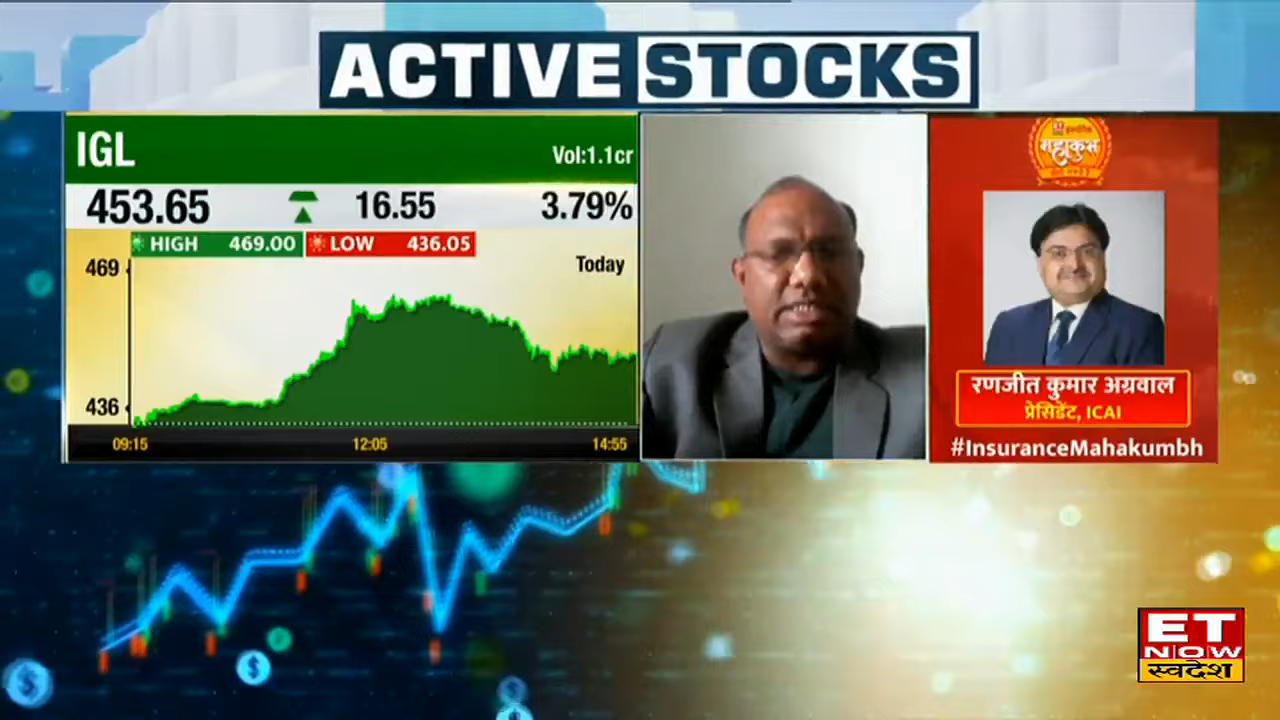 ACTIVE STOCKS
IGL
Vol:1.1cr
453.65 16.55 3.79%
HIGH 469.00 LOW 436.05
Today
469
436
09:15 12:05 14:55
ET
महाकुंभ
रणजीत कुमार अग्रवाल
प्रेसिडेंट, ICAI
#InsuranceMahakumbh
ET
NOW
स्वदेश